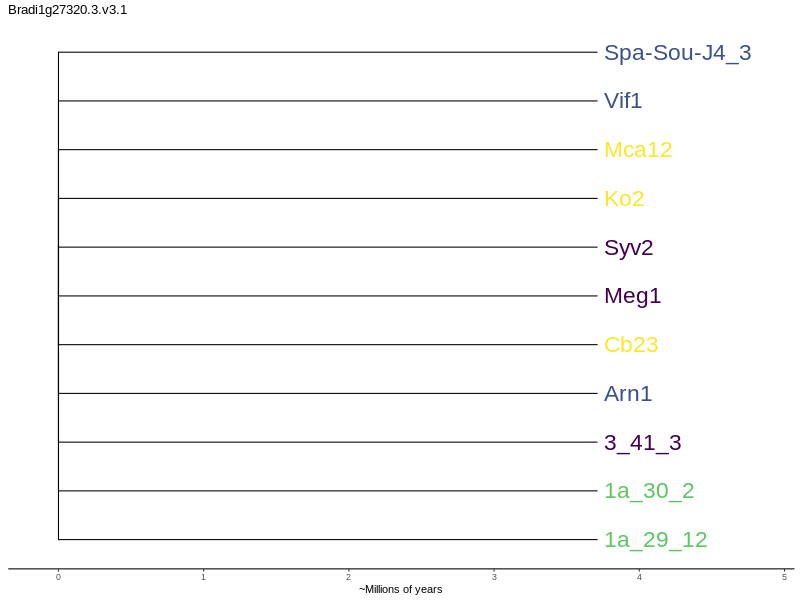 Bradi1g27320.3.v3.1
Spa-Sou-J4_3
Vif1
Mca12
Ko2
Syv2
Meg1
Cb23
Arn1
3_41_3
1a_30_2
1a_29_12
0 1 2 3 4 5
~Millions of years